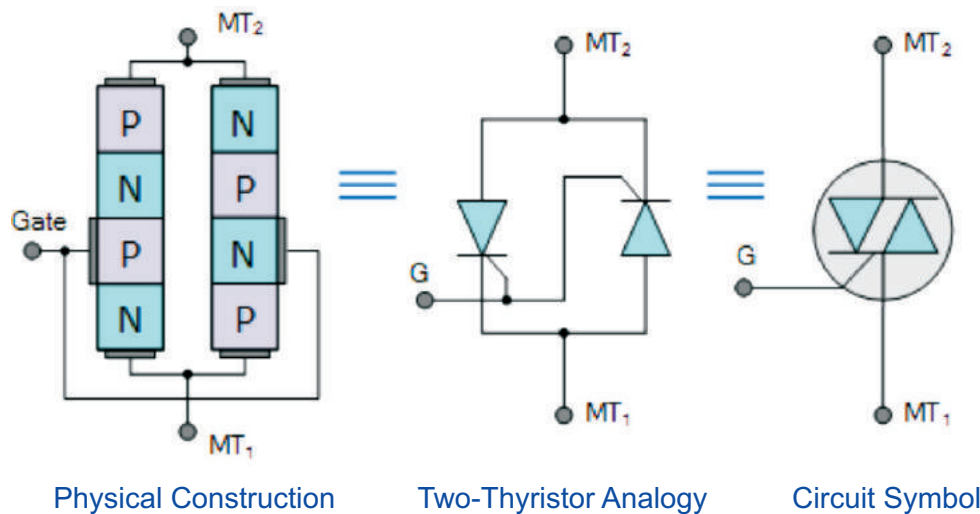 MT₂
P
N
P
N
N
P
N
P
Gate
MT₁
MT₂
G
MT₁
MT₂
G
MT₁
Physical Construction
Two-Thyristor Analogy
Circuit Symbol